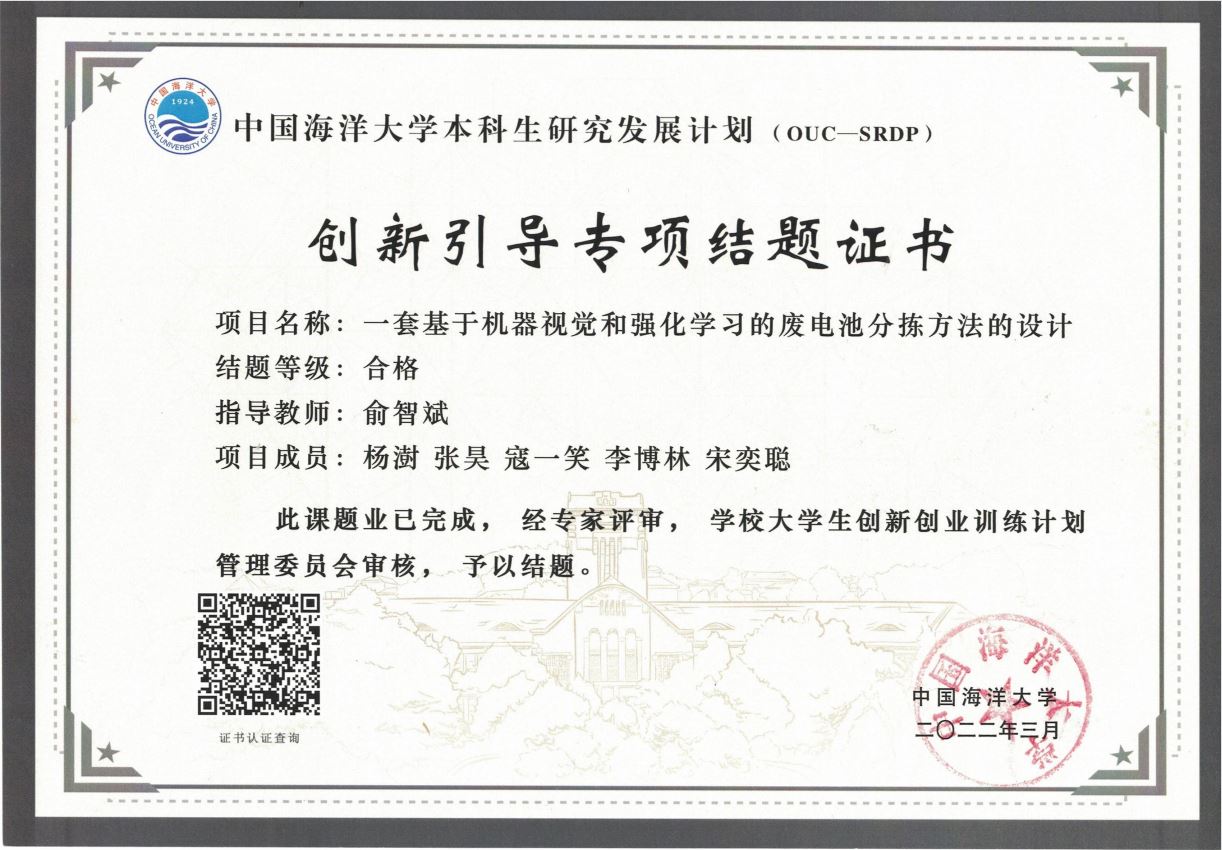 中国海洋大学
1924
OCEAN UNIVERSITY OF CHINA
中国海洋大学本科生研究发展计划（OUC—SRDP）
创新引导专项结题证书
项目名称：一套基于机器视觉和强化学习的废电池分拣方法的设计
结题等级：合格
指导教师：俞智斌
项目成员：杨澍 张昊 寇一笑 李博林 宋奕聪
此课题业已完成， 经专家评审， 学校大学生创新创业训练计划
管理委员会审核， 予以结题。
证书认证查询
中国海洋大学
二〇二二年三月
中国海洋大学